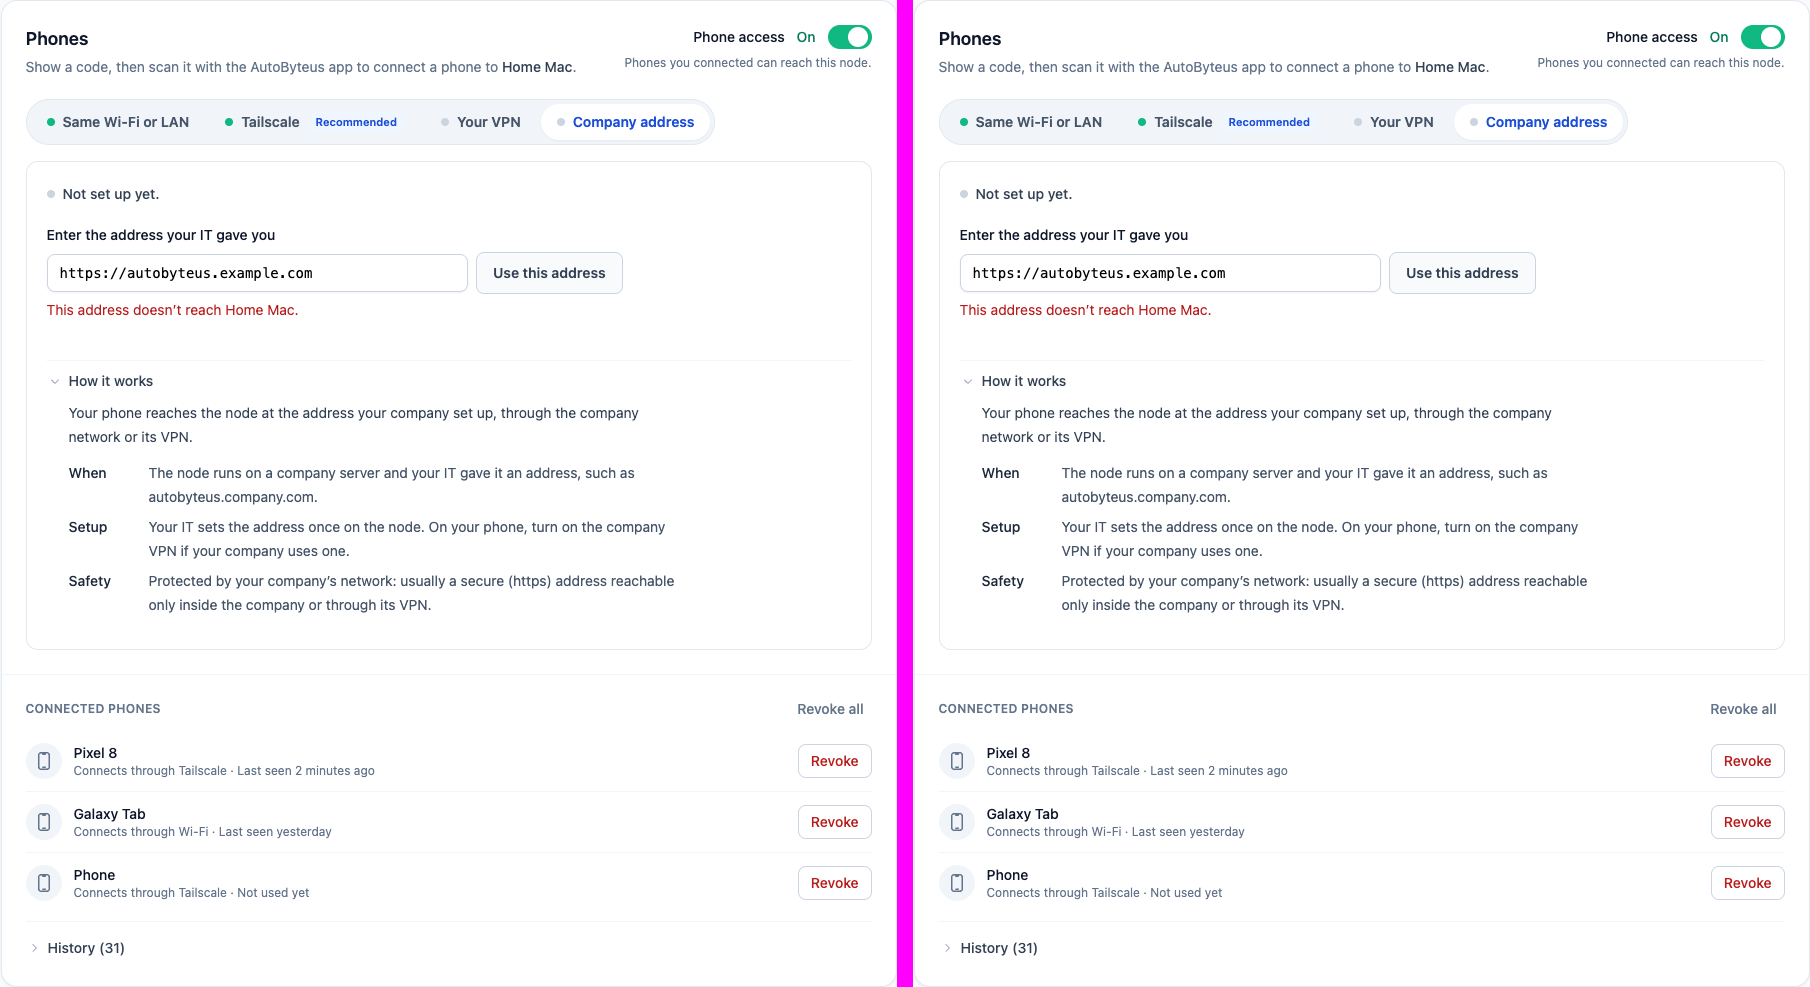 Phones
Phone access On
Show a code, then scan it with the AutoByteus app to connect a phone to Home Mac.
Phones you connected can reach this node.
Same Wi-Fi or LAN
Tailscale Recommended
Your VPN
Company address
Not set up yet.
Enter the address your IT gave you
https://autobyteus.example.com
Use this address
This address doesn’t reach Home Mac.
How it works
Your phone reaches the node at the address your company set up, through the company
network or its VPN.
When
The node runs on a company server and your IT gave it an address, such as
autobyteus.company.com.
Setup
Your IT sets the address once on the node. On your phone, turn on the company
VPN if your company uses one.
Safety
Protected by your company’s network: usually a secure (https) address reachable
only inside the company or through its VPN.
CONNECTED PHONES
Revoke all
Pixel 8
Connects through Tailscale · Last seen 2 minutes ago
Revoke
Galaxy Tab
Connects through Wi-Fi · Last seen yesterday
Revoke
Phone
Connects through Tailscale · Not used yet
Revoke
History (31)
Phones
Phone access On
Show a code, then scan it with the AutoByteus app to connect a phone to Home Mac.
Phones you connected can reach this node.
Same Wi-Fi or LAN
Tailscale Recommended
Your VPN
Company address
Not set up yet.
Enter the address your IT gave you
https://autobyteus.example.com
Use this address
This address doesn’t reach Home Mac.
How it works
Your phone reaches the node at the address your company set up, through the company
network or its VPN.
When
The node runs on a company server and your IT gave it an address, such as
autobyteus.company.com.
Setup
Your IT sets the address once on the node. On your phone, turn on the company
VPN if your company uses one.
Safety
Protected by your company’s network: usually a secure (https) address reachable
only inside the company or through its VPN.
CONNECTED PHONES
Revoke all
Pixel 8
Connects through Tailscale · Last seen 2 minutes ago
Revoke
Galaxy Tab
Connects through Wi-Fi · Last seen yesterday
Revoke
Phone
Connects through Tailscale · Not used yet
Revoke
History (31)